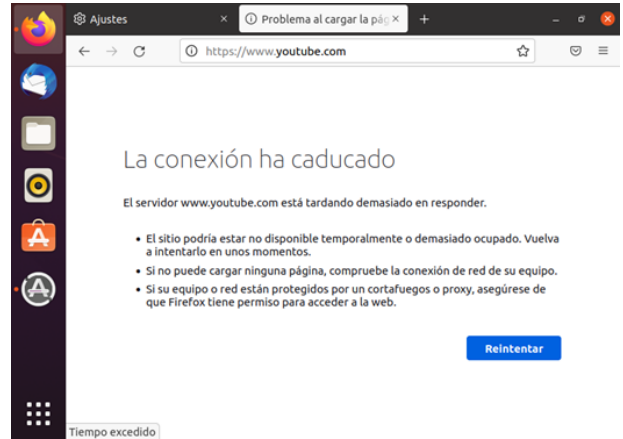 Ajustes
Problema al cargar la pág
https://www.youtube.com
La conexión ha caducado
El servidor www.youtube.com está tardando demasiado en responder.
El sitio podría estar no disponible temporalmente o demasiado ocupado. Vuelva
a intentarlo en unos momentos.
Si no puede cargar ninguna página, compruebe la conexión de red de su equipo.
Si su equipo o red están protegidos por un cortafuegos o proxy, asegúrese de
que Firefox tiene permiso para acceder a la web.
Reintentar
Tiempo excedido